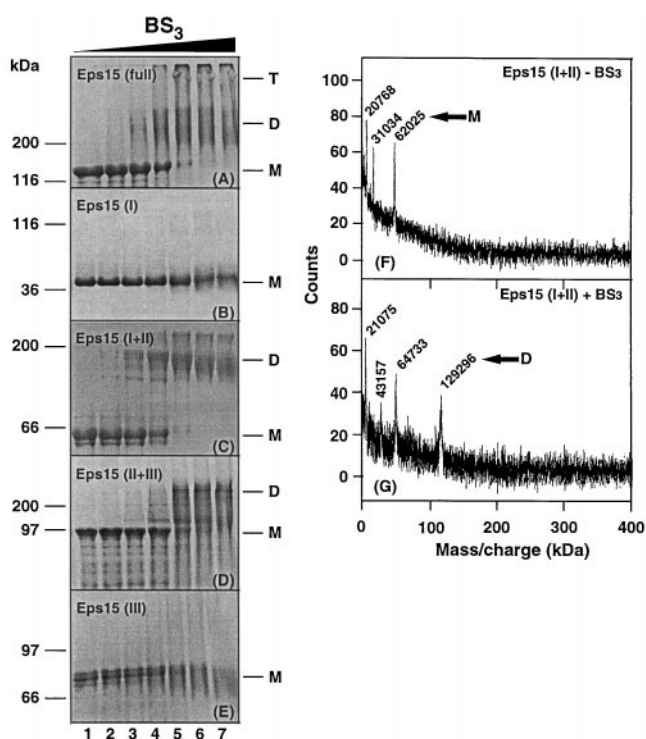 BS3
kDa
Eps15 (full)
T
D
200
M
116
(A)
116
Eps15 (I)
M
36
(B)
Eps15 (I+II)
200
D
66
M
(C)
Eps15 (II+III)
D
200
97
M
(D)
Eps15 (III)
97
M
66
(E)
1 2 3 4 5 6 7
Eps15 (I+II) - BS3
100
80
60
40
20
0
20768
31034
62025
M
(F)
Counts
Eps15 (I+II) + BS3
80
60
40
20
0
21075
43157
64733
129296
D
(G)
0 100 200 300 400
Mass/charge (kDa)